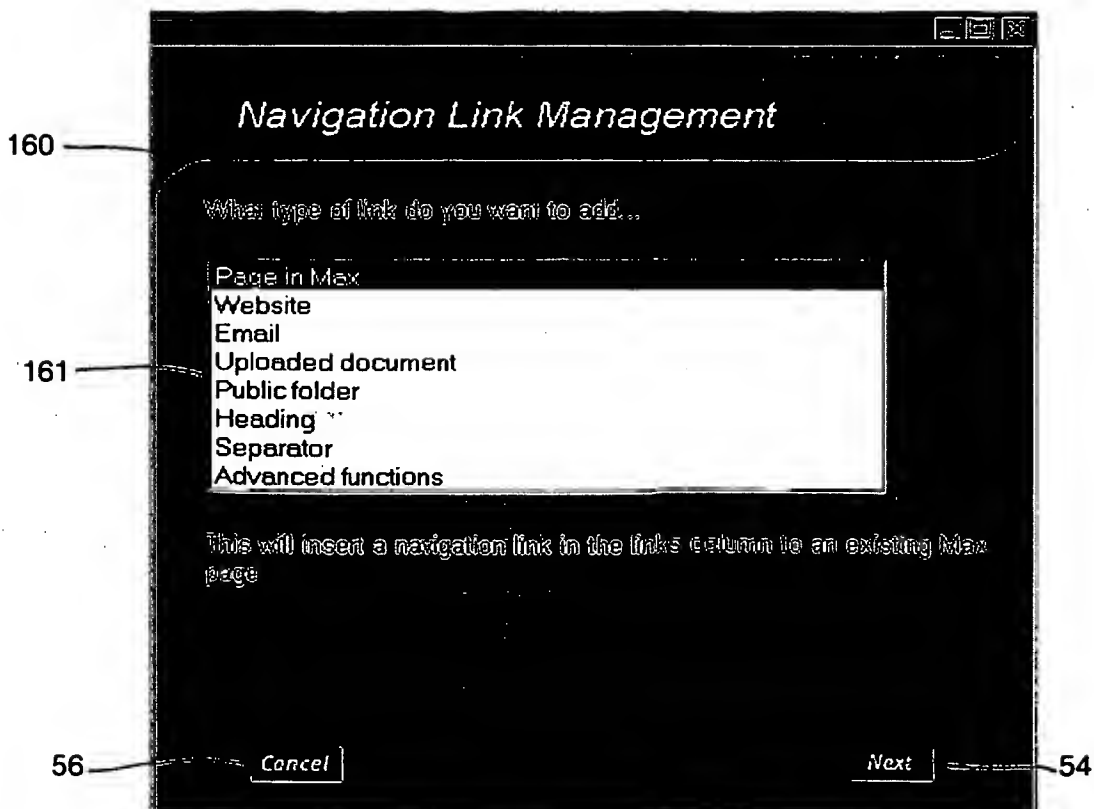 Navigation Link Management
160
What type of link do you want to add...
Page in Max
Website
Email
Uploaded document
161
Public folder
Heading
Separator
Advanced functions
This will insert a navigation link in the links column to an existing Max
page
56
Cancel
Next
54